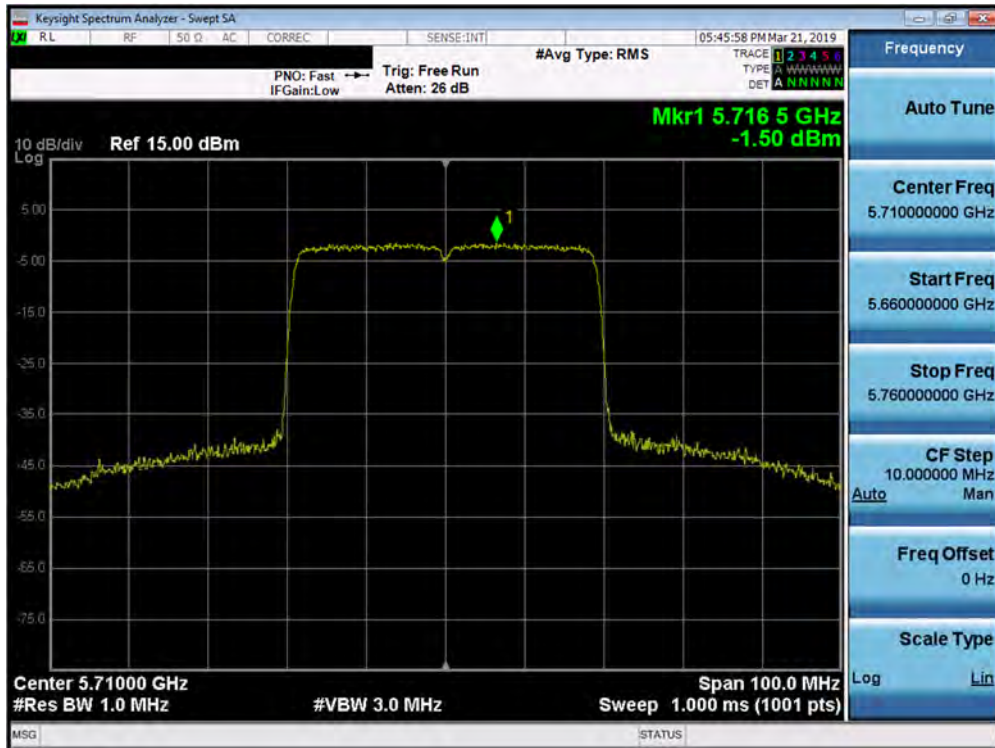 Keysight Spectrum Analyzer - Swept SA
LXI RL RF 50 Ω AC CORREC SENSE:INT 05:45:58 PM Mar 21, 2019
#Avg Type: RMS TRACE 1 2 3 4 5 6
PNO: Fast Trig: Free Run TYPE A WWWWW
IFGain:Low Atten: 26 dB DET A N N N N N
Mkr1 5.716 5 GHz
10 dB/div Ref 15.00 dBm -1.50 dBm
Log
1
5.00
-5.00
-15.0
-25.0
-35.0
-45.0
-55.0
-65.0
-75.0
Center 5.71000 GHz Span 100.0 MHz
#Res BW 1.0 MHz #VBW 3.0 MHz Sweep 1.000 ms (1001 pts)
MSG STATUS
Frequency
Auto Tune
Center Freq
5.710000000 GHz
Start Freq
5.660000000 GHz
Stop Freq
5.760000000 GHz
CF Step
10.000000 MHz
Auto Man
Freq Offset
0 Hz
Scale Type
Log Lin